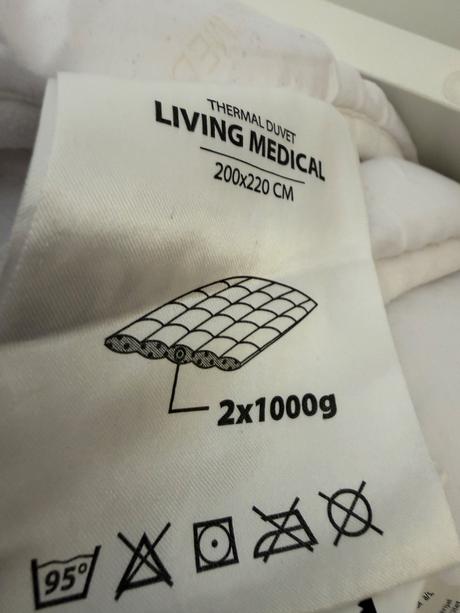 THERMAL DUVET
LIVING MEDICAL
200x220 CM
2x1000g
95°